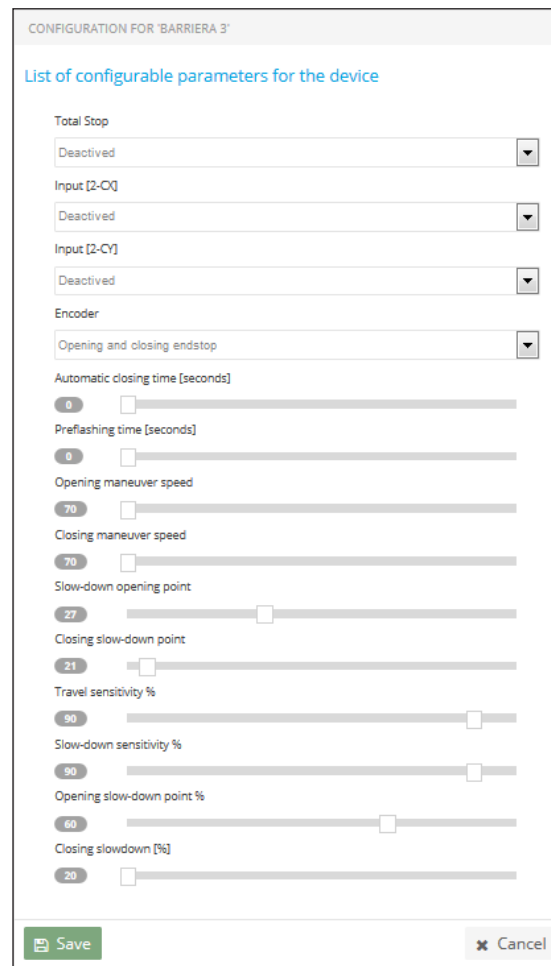 CONFIGURATION FOR 'BARRIERA 3'
List of configurable parameters for the device
Total Stop
Deactived
Input [2-CX]
Deactived
Input [2-CY]
Deactived
Encoder
Opening and closing endstop
Automatic closing time [seconds]
0
Preflashing time [seconds]
0
Opening maneuver speed
70
Closing maneuver speed
70
Slow-down opening point
27
Closing slow-down point
21
Travel sensitivity %
90
Slow-down sensitivity %
90
Opening slow-down point %
60
Closing slowdown [%]
20
Save
Cancel